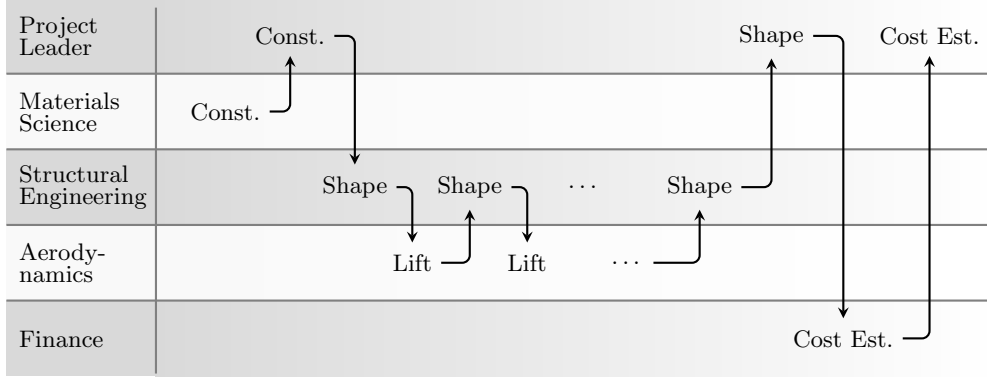 Project
Leader
Const.
Shape
Cost Est.
Materials
Science
Const.
Structural
Engineering
Shape
Shape
···
Shape
Aerody-
namics
Lift
Lift
···
Finance
Cost Est.